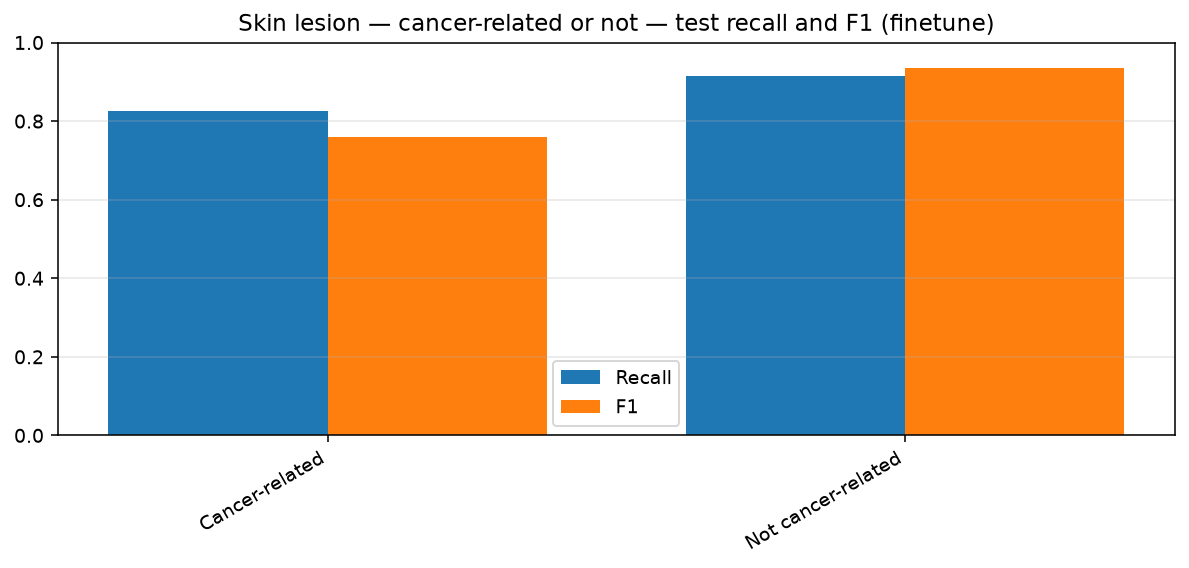 Skin lesion — cancer-related or not — test recall and F1 (finetune)
1.0
0.8
0.6
0.4
0.2
0.0
Recall
F1
Cancer-related
Not cancer-related